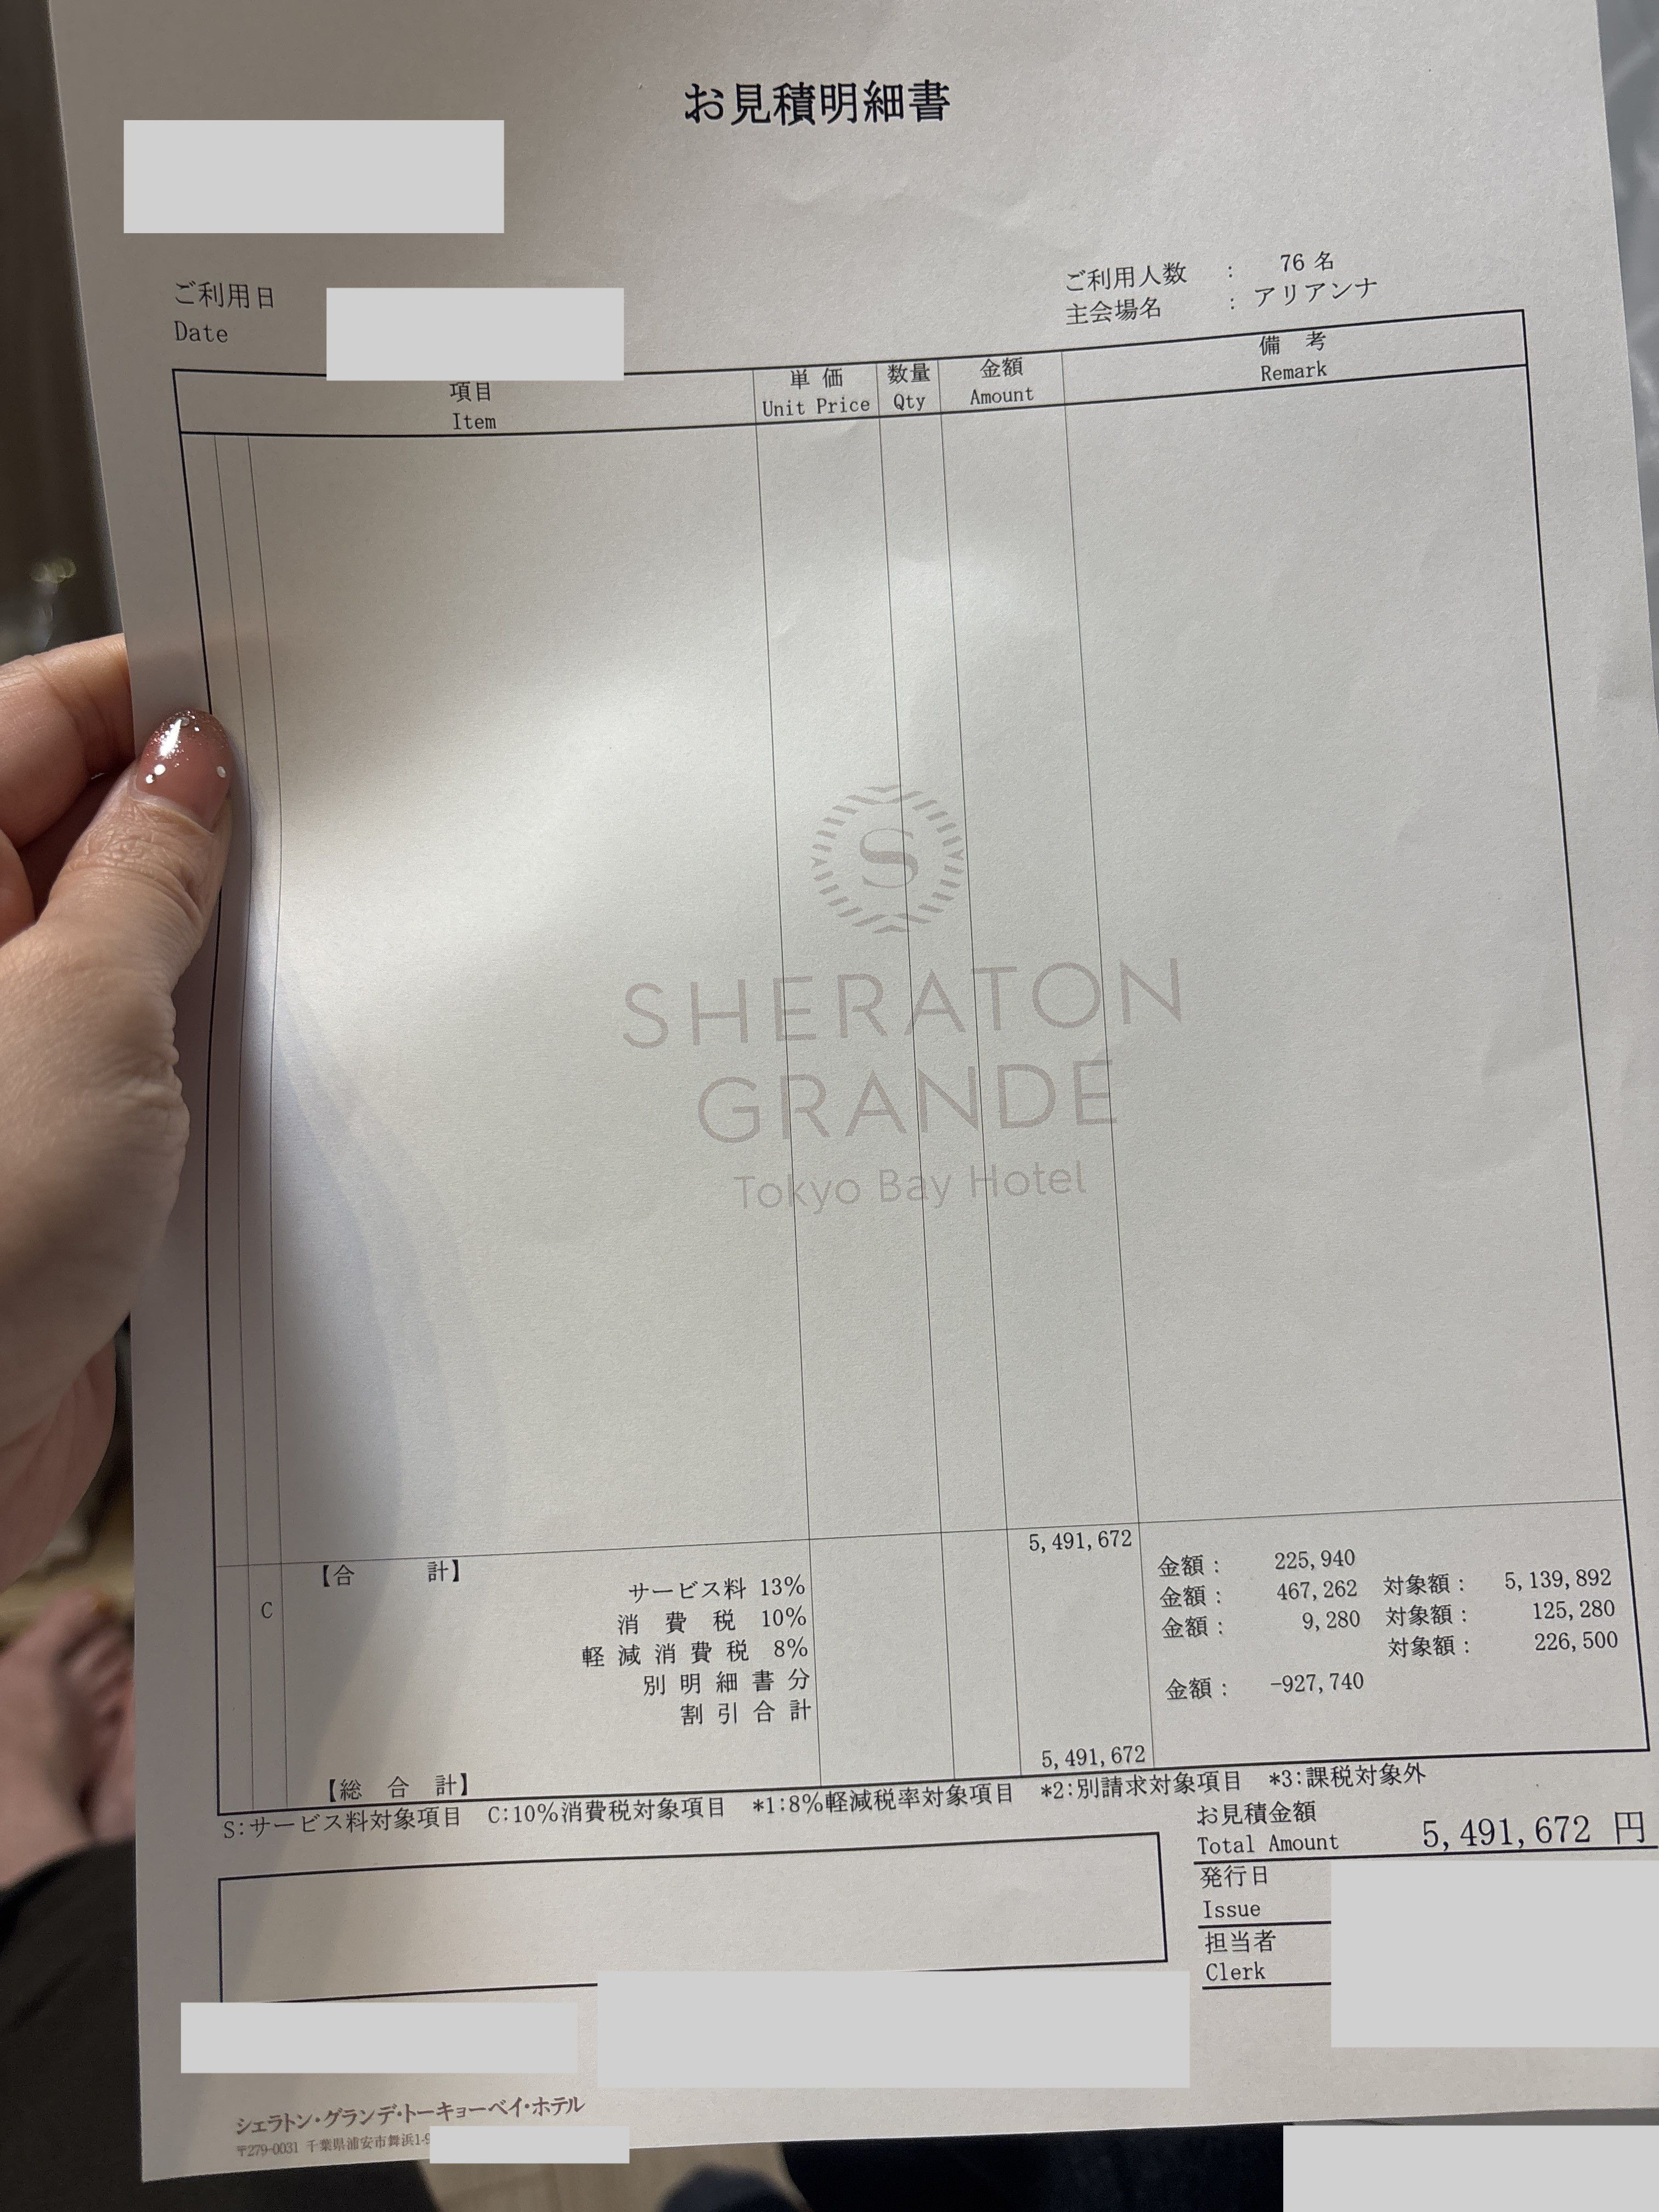 お見積明細書
ご利用日
Date
ご利用人数 : 76 名
主会場名 : アリアンナ
項目 単 価 数量 金額 備 考
Item Unit Price Qty Amount Remark
S
SHERATON
GRANDE
Tokyo Bay Hotel
【合 計】 5,491,672
サービス料 13% 金額: 225,940
C 消 費 税 10% 金額: 467,262 対象額: 5,139,892
軽 減 消 費 税 8% 金額: 9,280 対象額: 125,280
別 明 細 書 分 対象額: 226,500
割 引 合 計 金額: -927,740
【総 合 計】 5,491,672
S:サービス料対象項目 C:10%消費税対象項目 *1:8%軽減税率対象項目 *2:別請求対象項目 *3:課税対象外
お見積金額
Total Amount 5,491,672 円
発行日
Issue
担当者
Clerk
シェラトン・グランデ・トーキョーベイ・ホテル
〒279-0031 千葉県浦安市舞浜1-9